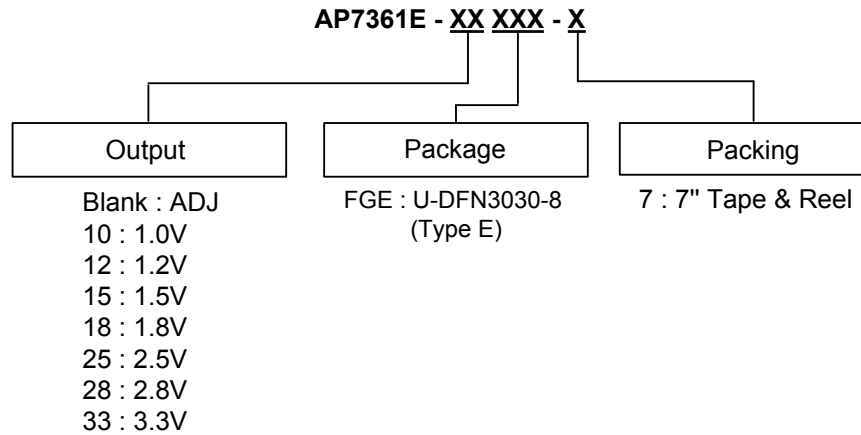 AP7361E - XX XXX - X
Output
Package
Packing
Blank : ADJ
10 : 1.0V
12 : 1.2V
15 : 1.5V
18 : 1.8V
25 : 2.5V
28 : 2.8V
33 : 3.3V
FGE : U-DFN3030-8
(Type E)
7 : 7" Tape & Reel